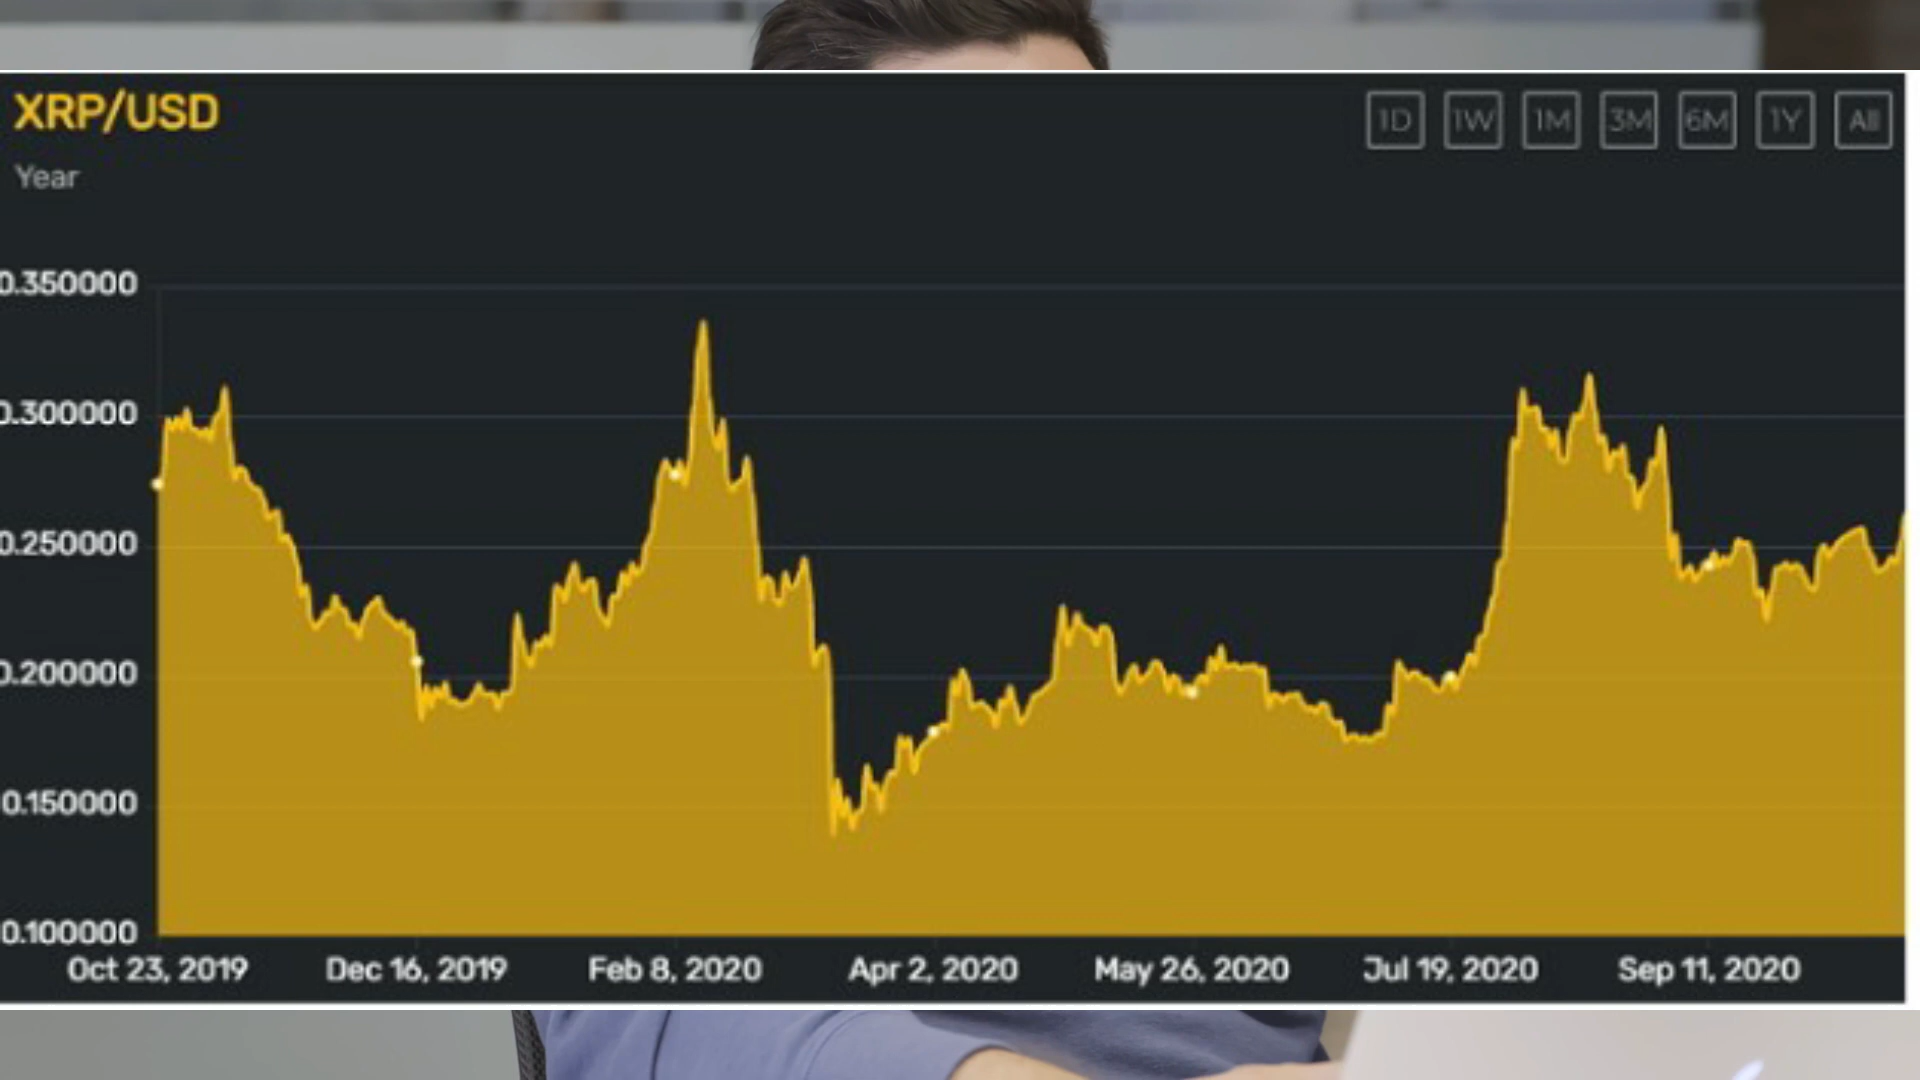 XRP/USD
1D 1W 1M 3M 6M 1Y All
Year
0.350000
0.300000
0.250000
0.200000
0.150000
0.100000
Oct 23, 2019 Dec 16, 2019 Feb 8, 2020 Apr 2, 2020 May 26, 2020 Jul 19, 2020 Sep 11, 2020